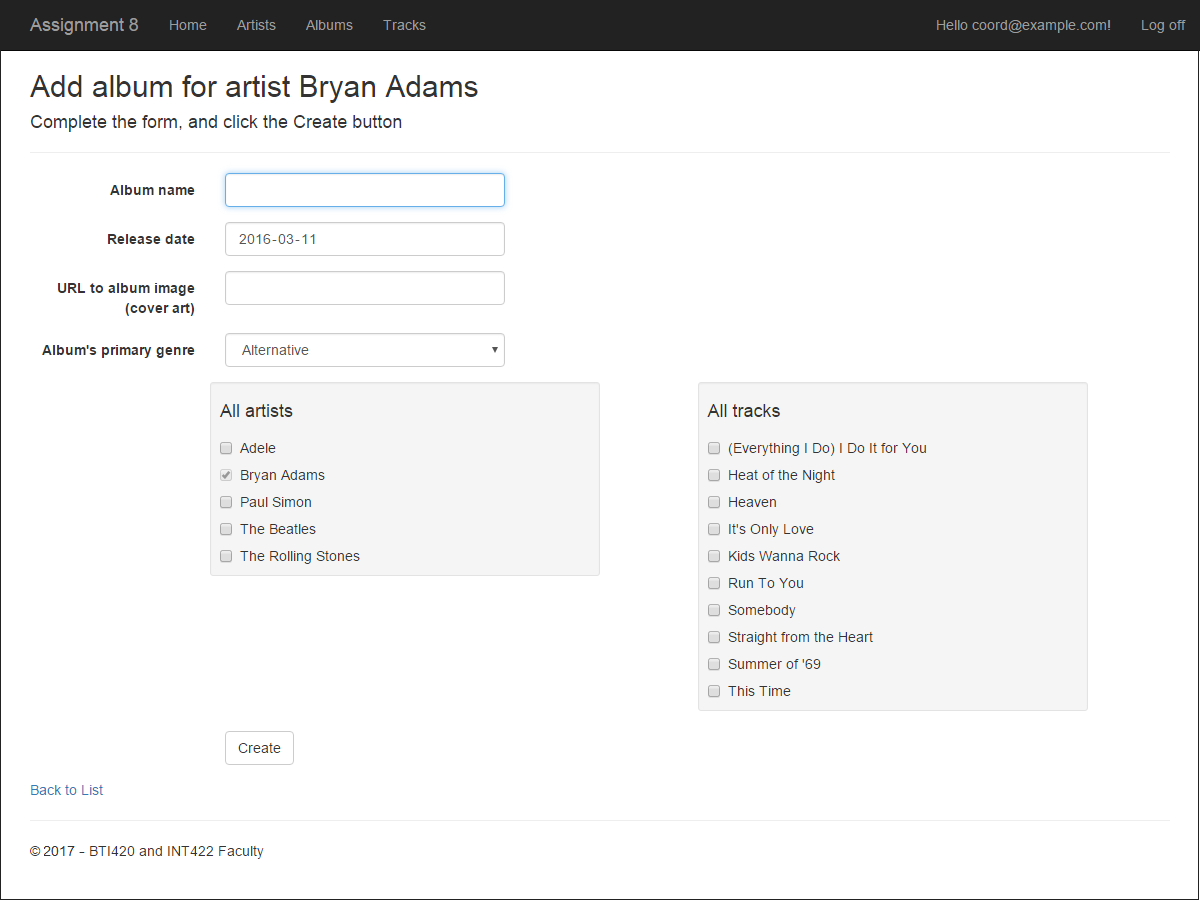 Assignment 8 Home Artists Albums Tracks Hello coord@example.com! Log off
Add album for artist Bryan Adams
Complete the form, and click the Create button
Album name
Release date 2016-03-11
URL to album image
(cover art)
Album's primary genre Alternative
All artists
Adele
Bryan Adams
Paul Simon
The Beatles
The Rolling Stones
All tracks
(Everything I Do) I Do It for You
Heat of the Night
Heaven
It's Only Love
Kids Wanna Rock
Run To You
Somebody
Straight from the Heart
Summer of '69
This Time
Create
Back to List
© 2017 - BTI420 and INT422 Faculty